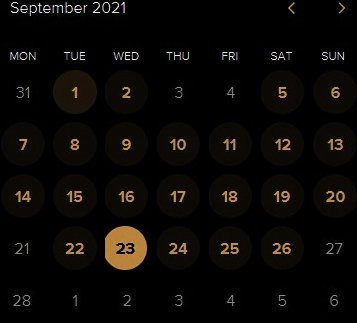 September 2021
MON TUE WED THU FRI SAT SUN
31 1 2 3 4 5 6
7 8 9 10 11 12 13
14 15 16 17 18 19 20
21 22 23 24 25 26 27
28 1 2 3 4 5 6